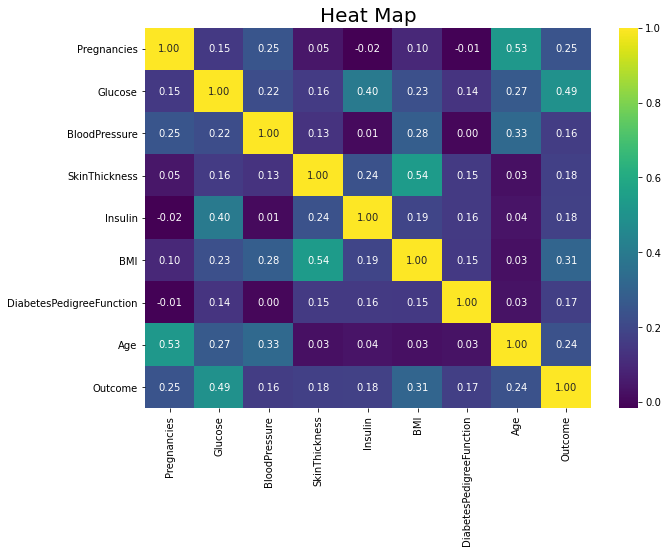 Heat Map
Pregnancies 1.00 0.15 0.25 0.05 -0.02 0.10 -0.01 0.53 0.25
Glucose 0.15 1.00 0.22 0.16 0.40 0.23 0.14 0.27 0.49
BloodPressure 0.25 0.22 1.00 0.13 0.01 0.28 0.00 0.33 0.16
SkinThickness 0.05 0.16 0.13 1.00 0.24 0.54 0.15 0.03 0.18
Insulin -0.02 0.40 0.01 0.24 1.00 0.19 0.16 0.04 0.18
BMI 0.10 0.23 0.28 0.54 0.19 1.00 0.15 0.03 0.31
DiabetesPedigreeFunction -0.01 0.14 0.00 0.15 0.16 0.15 1.00 0.03 0.17
Age 0.53 0.27 0.33 0.03 0.04 0.03 0.03 1.00 0.24
Outcome 0.25 0.49 0.16 0.18 0.18 0.31 0.17 0.24 1.00
Pregnancies
Glucose
BloodPressure
SkinThickness
Insulin
BMI
DiabetesPedigreeFunction
Age
Outcome
1.0
0.8
0.6
0.4
0.2
0.0